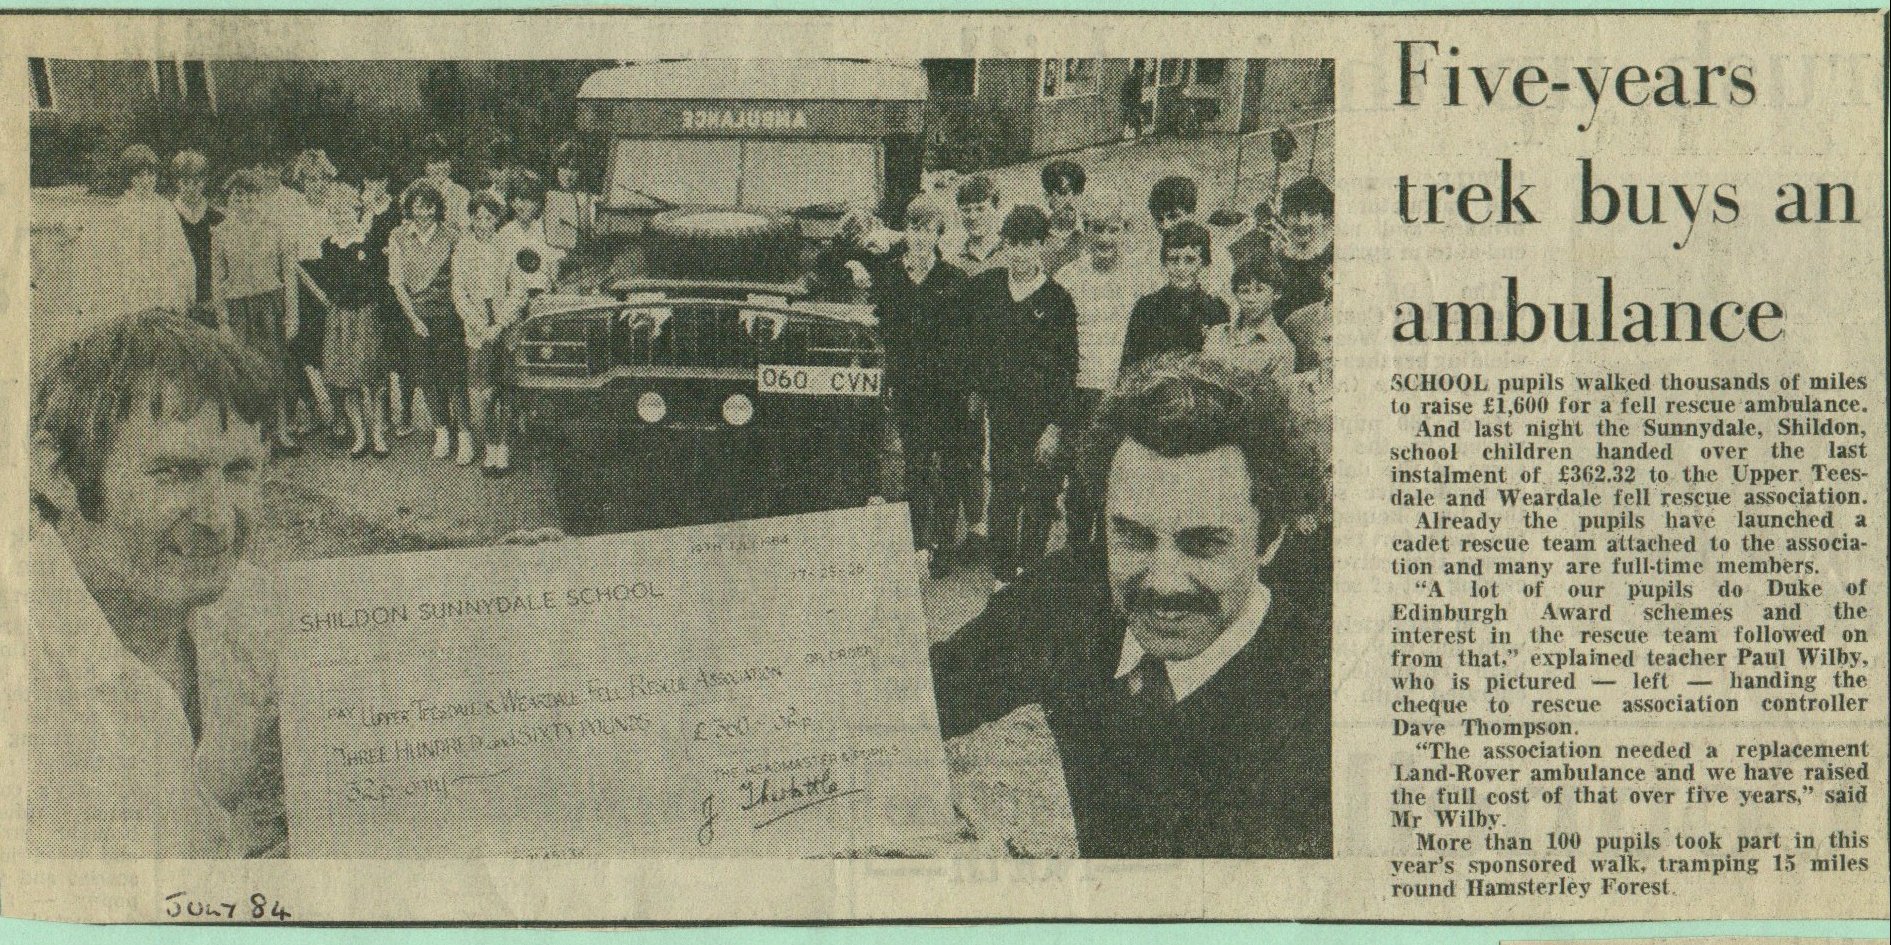 Five-years
trek buys an
ambulance
SCHOOL pupils walked thousands of miles
to raise £1,600 for a fell rescue ambulance.
And last night the Sunnydale, Shildon,
school children handed over the last
instalment of £362.32 to the Upper Tees-
dale and Weardale fell rescue association.
Already the pupils have launched a
cadet rescue team attached to the associa-
tion and many are full-time members.
“A lot of our pupils do Duke of
Edinburgh Award schemes and the
interest in the rescue team followed on
from that,” explained teacher Paul Wilby,
who is pictured — left — handing the
cheque to rescue association controller
Dave Thompson.
“The association needed a replacement
Land-Rover ambulance and we have raised
the full cost of that over five years,” said
Mr Wilby.
More than 100 pupils took part in this
year's sponsored walk, tramping 15 miles
round Hamsterley Forest.
AMBULANCE
060 CVN
SHILDON SUNNYDALE SCHOOL
PAY UPPER TEESDALE & WEARDALE FELL RESCUE ASSOCIATION OR ORDER
THREE HUNDRED and SIXTY POUNDS
32p only
THE HEADMASTER & PUPILS
JULY 84